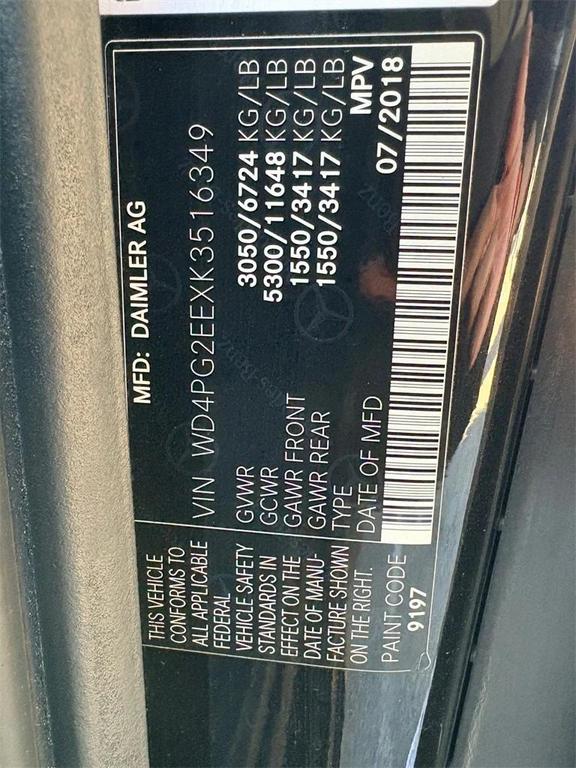 MFD: DAIMLER AG
VIN WD4PG2EEXK3516349
THIS VEHICLE
CONFORMS TO
ALL APPLICABLE
FEDERAL
VEHICLE SAFETY
STANDARDS IN
EFFECT ON THE
DATE OF MANU-
FACTURE SHOWN
ON THE RIGHT.
PAINT CODE
9197
GVWR 3050/6724 KG/LB
GCWR 5300/11648 KG/LB
GAWR FRONT 1550/3417 KG/LB
GAWR REAR 1550/3417 KG/LB
TYPE MPV
DATE OF MFD 07/2018